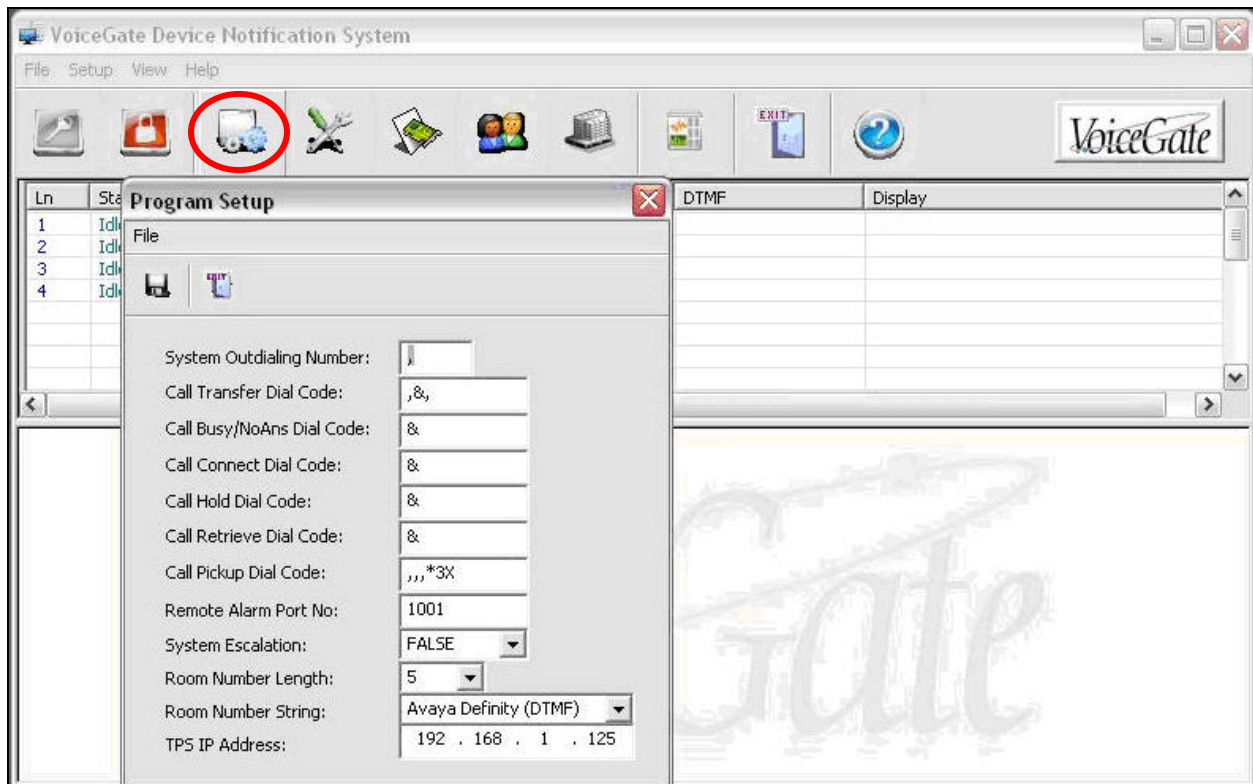 VoiceGate Device Notification System
File Setup View Help
EXIT
VoiceGate
Ln Sta DTMF Display
Program Setup
1 Idl
2 Idl
3 Idl
4 Idl
File
EXIT
System Outdialing Number: ,
Call Transfer Dial Code: ,&,
Call Busy/NoAns Dial Code: &
Call Connect Dial Code: &
Call Hold Dial Code: &
Call Retrieve Dial Code: &
Call Pickup Dial Code: ,,,*3X
Remote Alarm Port No: 1001
System Escalation: FALSE
Room Number Length: 5
Room Number String: Avaya Definity (DTMF)
TPS IP Address: 192 . 168 . 1 . 125
Gate